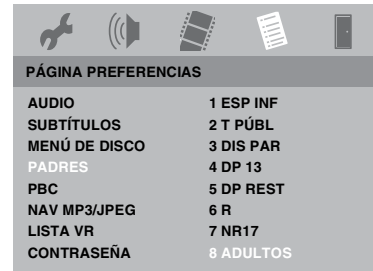 PÁGINA PREFERENCIAS
AUDIO 1 ESP INF
SUBTÍTULOS 2 T PÚBL
MENÚ DE DISCO 3 DIS PAR
PADRES 4 DP 13
PBC 5 DP REST
NAV MP3/JPEG 6 R
LISTA VR 7 NR17
CONTRASEÑA 8 ADULTOS